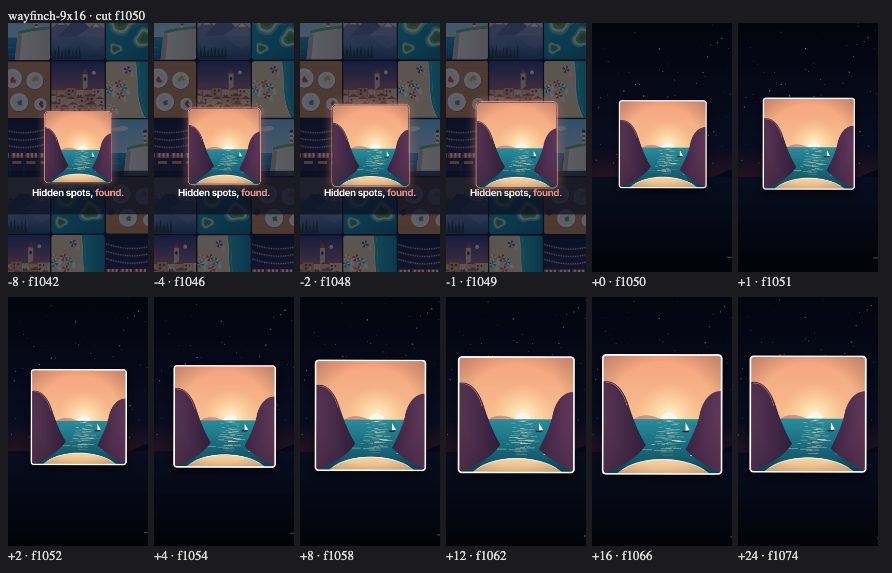 wayfinch-9x16 · cut f1050
Hidden spots, found.
Hidden spots, found.
Hidden spots, found.
Hidden spots, found.
-8 · f1042
-4 · f1046
-2 · f1048
-1 · f1049
+0 · f1050
+1 · f1051
+2 · f1052
+4 · f1054
+8 · f1058
+12 · f1062
+16 · f1066
+24 · f1074